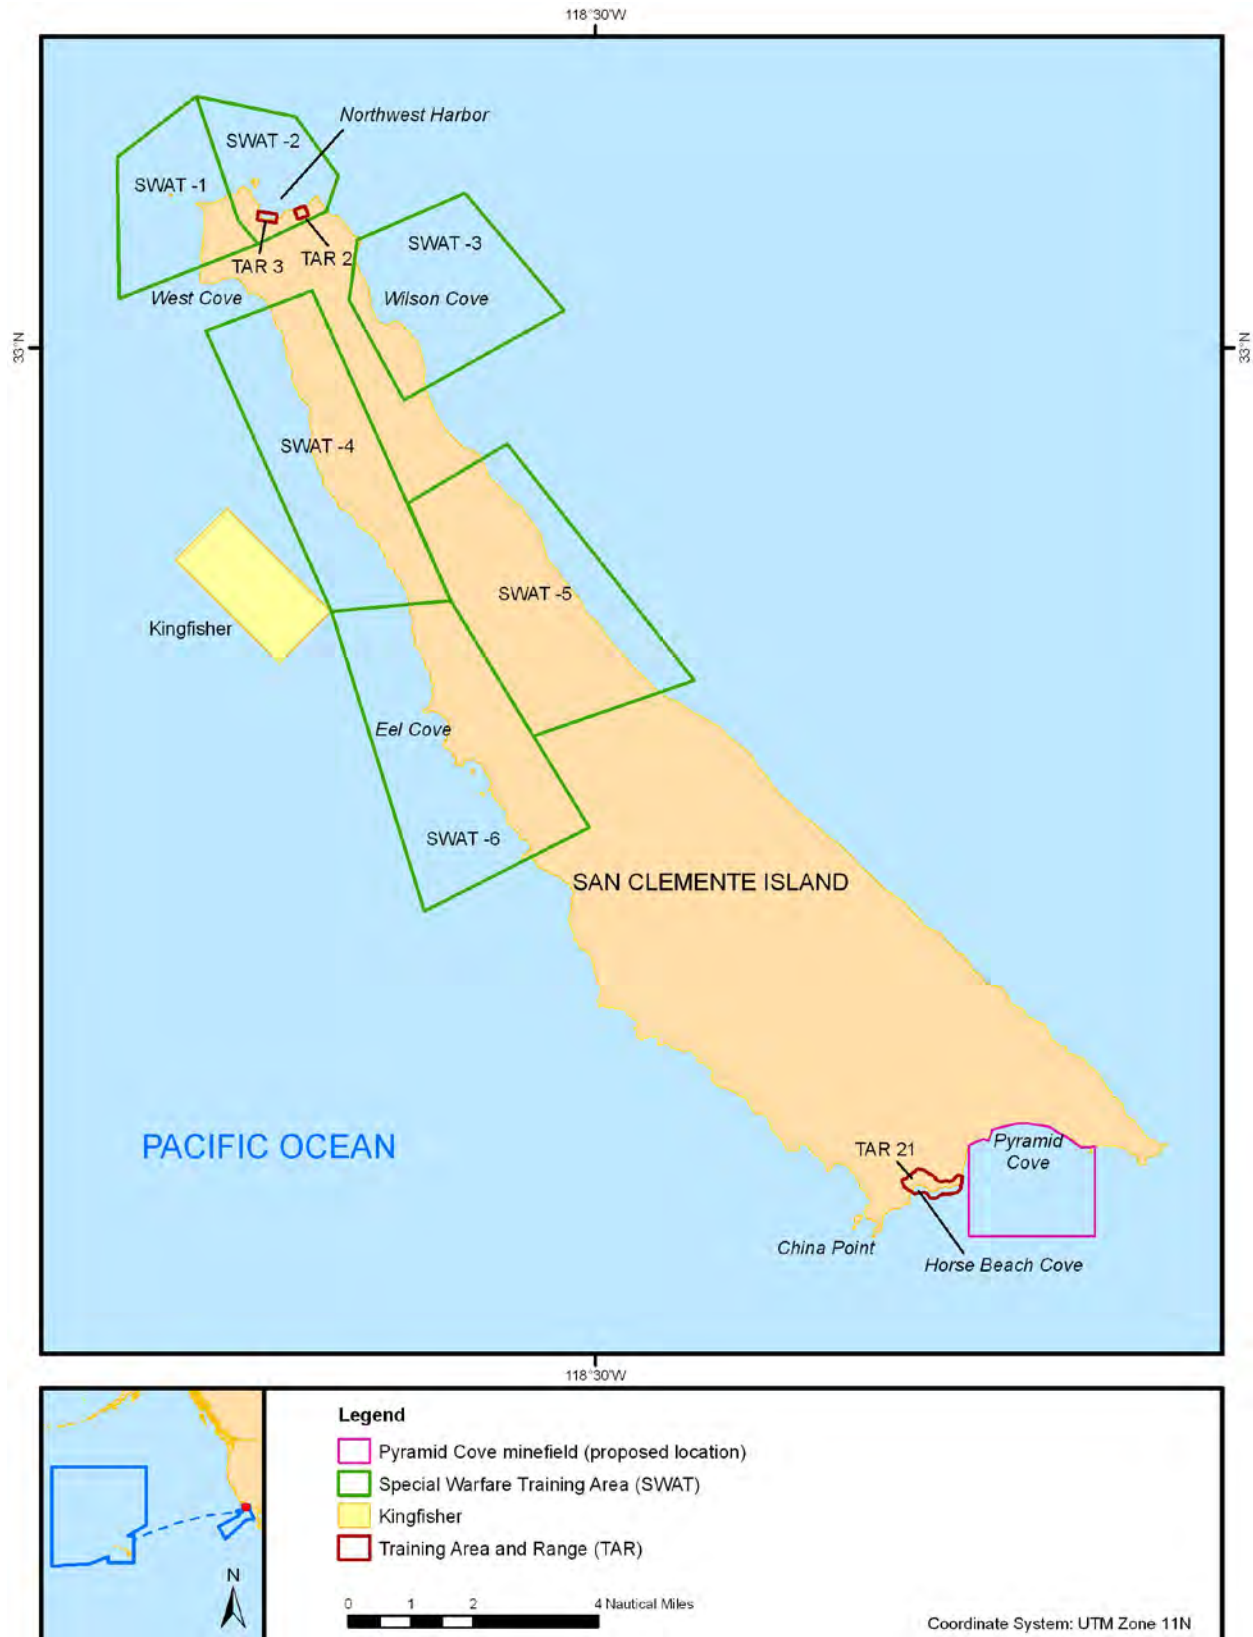 118°30'W
Northwest Harbor
SWAT -2
SWAT -1
SWAT -3
TAR 3
TAR 2
West Cove
Wilson Cove
33°N
33°N
SWAT -4
SWAT -5
Kingfisher
Eel Cove
SWAT -6
SAN CLEMENTE ISLAND
PACIFIC OCEAN
TAR 21
Pyramid
Cove
China Point
Horse Beach Cove
118°30'W
Legend
Pyramid Cove minefield (proposed location)
Special Warfare Training Area (SWAT)
Kingfisher
Training Area and Range (TAR)
N
0 1 2 4 Nautical Miles
Coordinate System: UTM Zone 11N